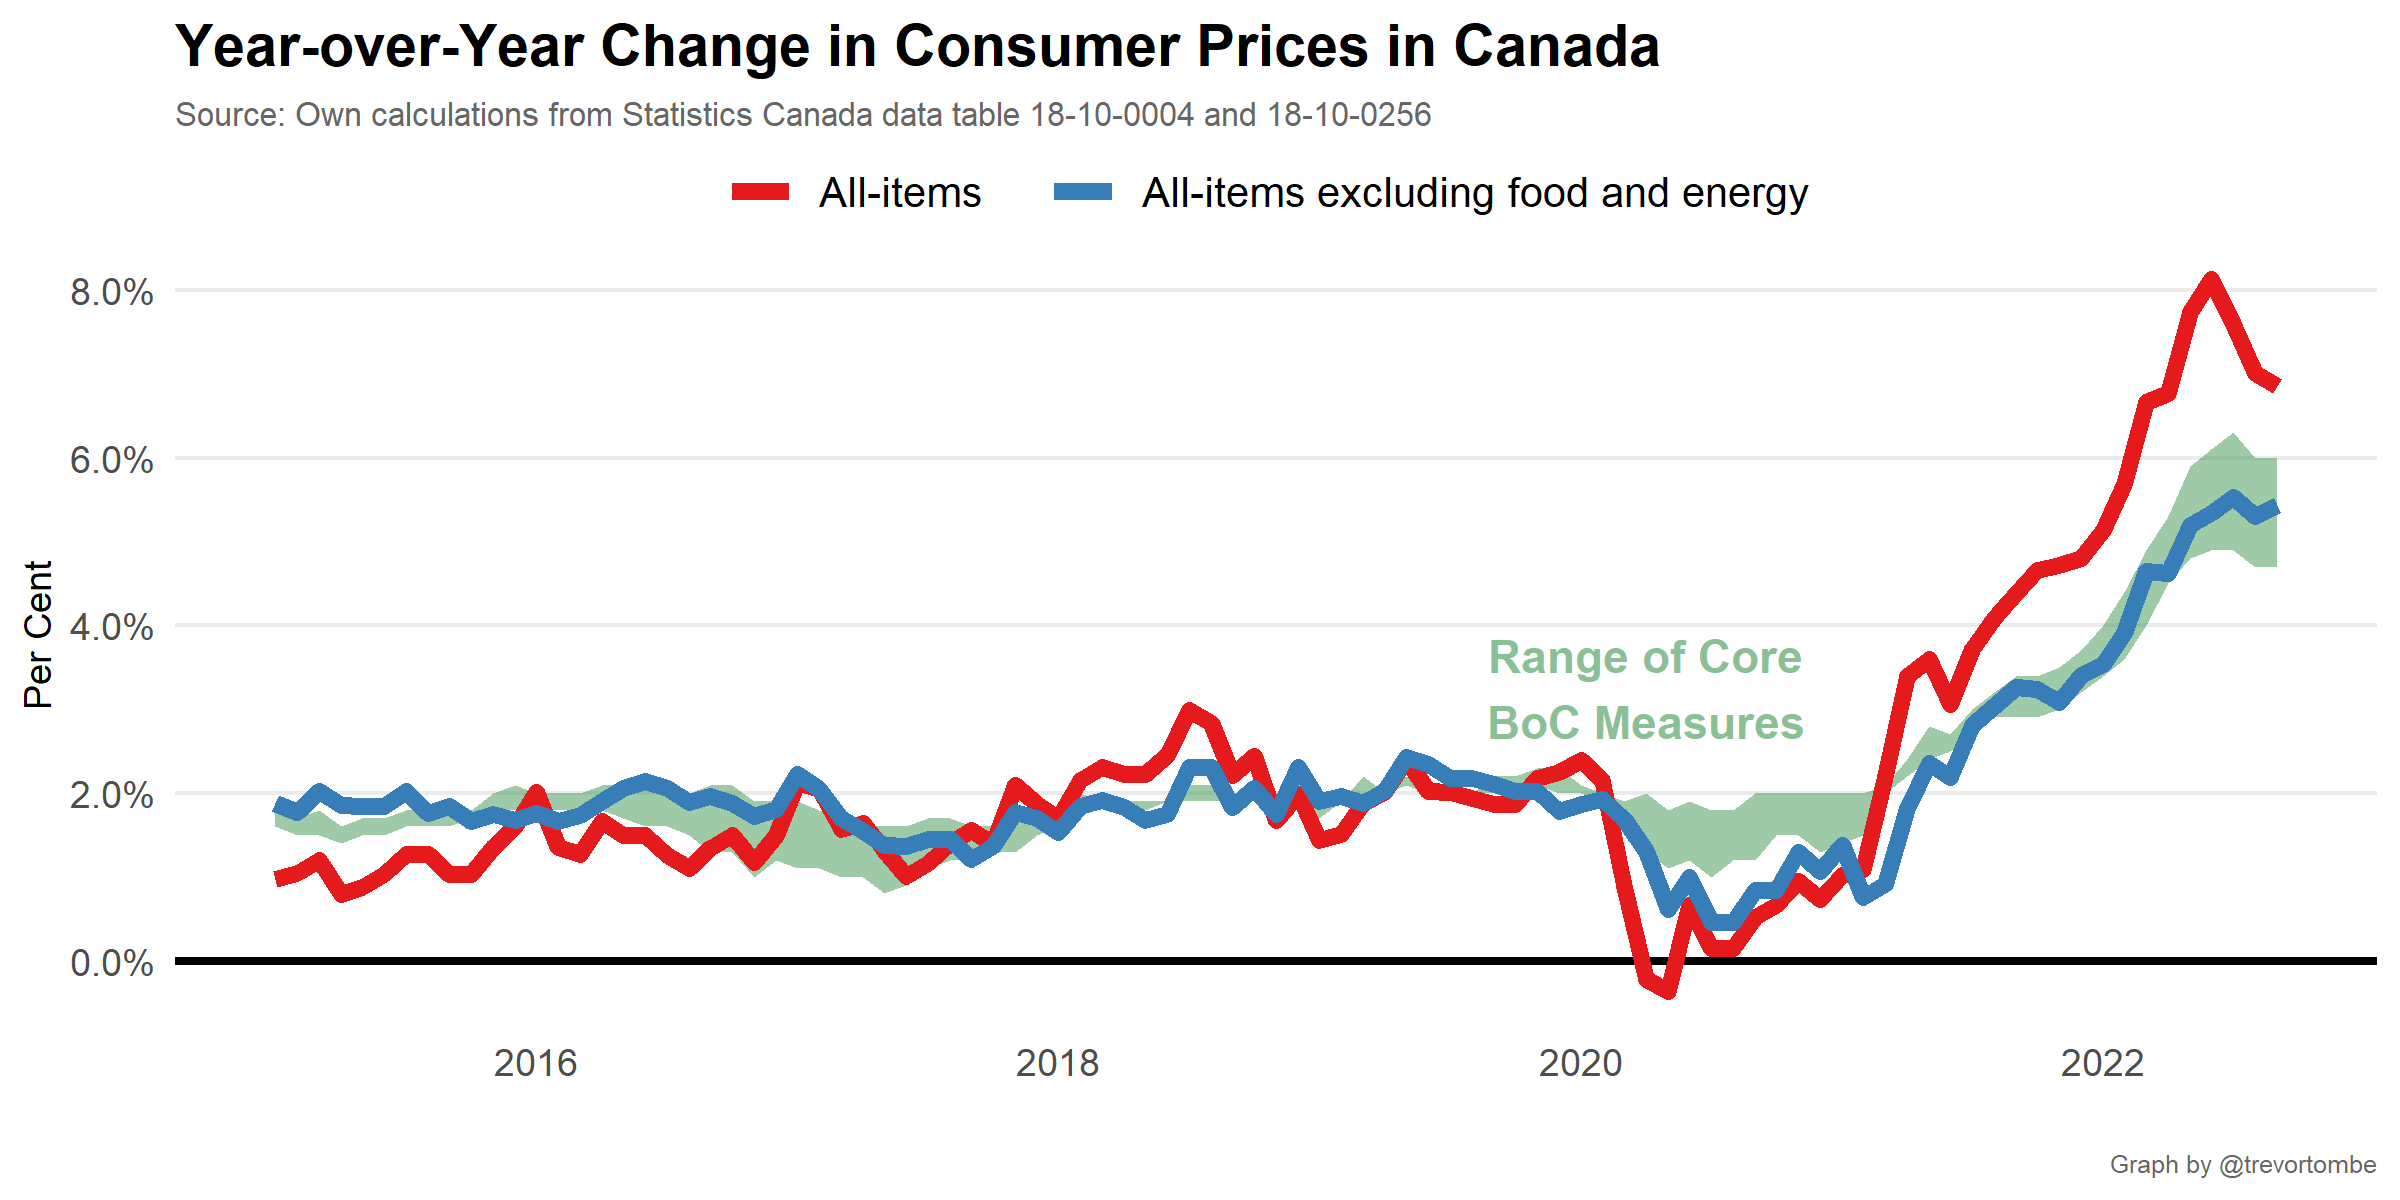 Year-over-Year Change in Consumer Prices in Canada
Source: Own calculations from Statistics Canada data table 18-10-0004 and 18-10-0256
All-items
All-items excluding food and energy
8.0%
6.0%
4.0%
2.0%
0.0%
Per Cent
Range of Core
BoC Measures
2016
2018
2020
2022
Graph by @trevortombe